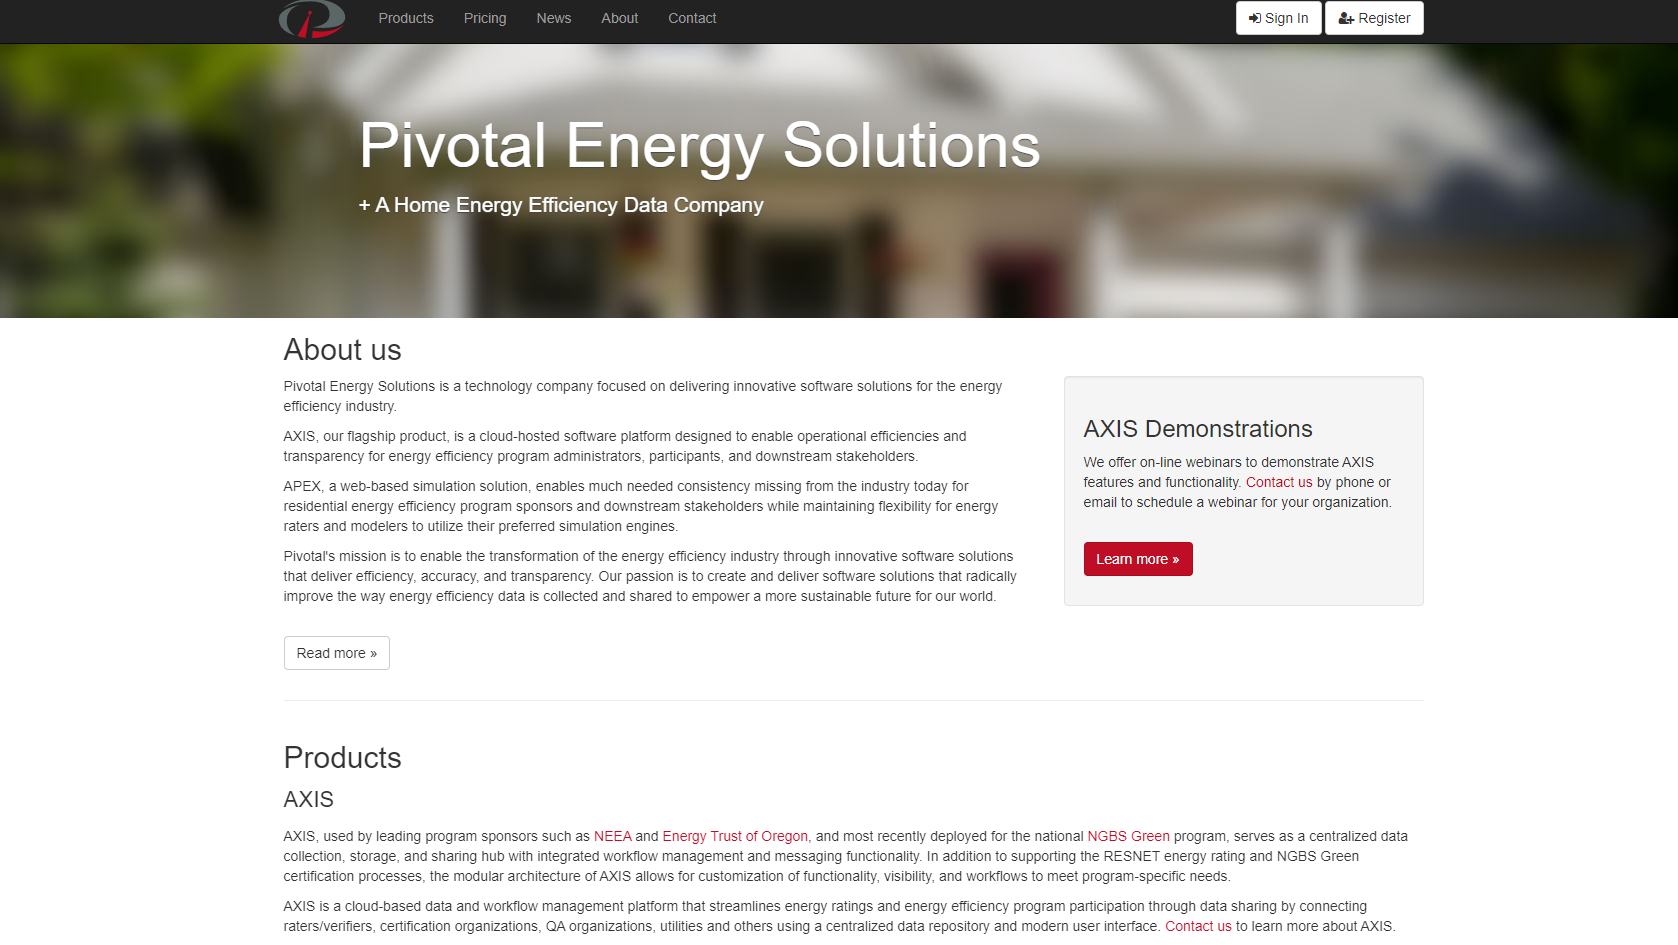 Products Pricing News About Contact Sign In Register
Pivotal Energy Solutions
+ A Home Energy Efficiency Data Company
About us
Pivotal Energy Solutions is a technology company focused on delivering innovative software solutions for the energy
efficiency industry.
AXIS, our flagship product, is a cloud-hosted software platform designed to enable operational efficiencies and
transparency for energy efficiency program administrators, participants, and downstream stakeholders.
APEX, a web-based simulation solution, enables much needed consistency missing from the industry today for
residential energy efficiency program sponsors and downstream stakeholders while maintaining flexibility for energy
raters and modelers to utilize their preferred simulation engines.
Pivotal's mission is to enable the transformation of the energy efficiency industry through innovative software solutions
that deliver efficiency, accuracy, and transparency. Our passion is to create and deliver software solutions that radically
improve the way energy efficiency data is collected and shared to empower a more sustainable future for our world.
Read more »
AXIS Demonstrations
We offer on-line webinars to demonstrate AXIS
features and functionality. Contact us by phone or
email to schedule a webinar for your organization.
Learn more »
Products
AXIS
AXIS, used by leading program sponsors such as NEEA and Energy Trust of Oregon, and most recently deployed for the national NGBS Green program, serves as a centralized data
collection, storage, and sharing hub with integrated workflow management and messaging functionality. In addition to supporting the RESNET energy rating and NGBS Green
certification processes, the modular architecture of AXIS allows for customization of functionality, visibility, and workflows to meet program-specific needs.
AXIS is a cloud-based data and workflow management platform that streamlines energy ratings and energy efficiency program participation through data sharing by connecting
raters/verifiers, certification organizations, QA organizations, utilities and others using a centralized data repository and modern user interface. Contact us to learn more about AXIS.